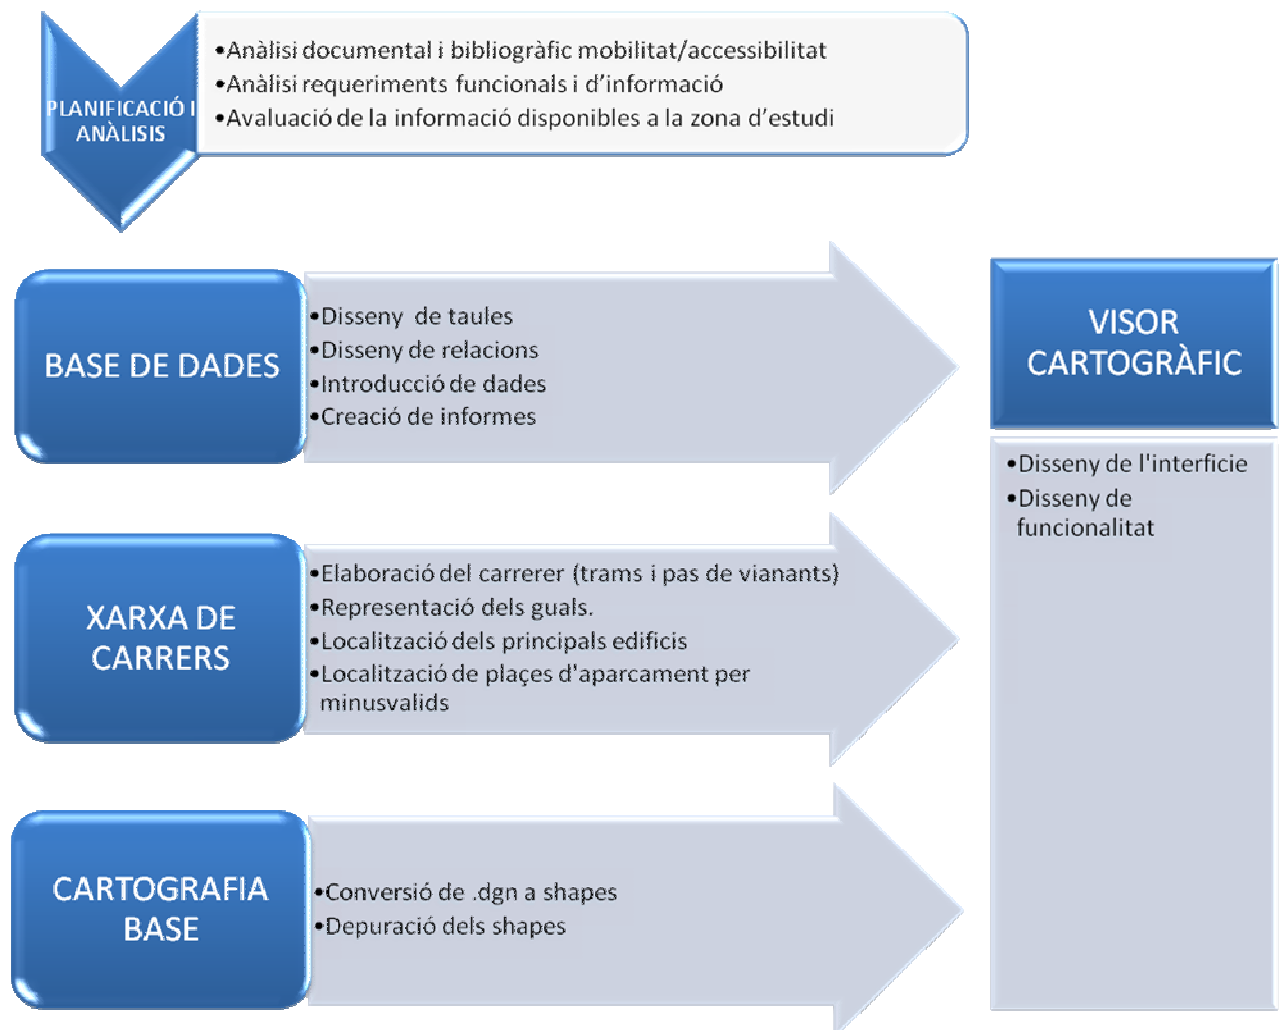 PLANIFICACIÓ I
ANÀLISIS
•Anàlisi documental i bibliogràfic mobilitat/accessibilitat
•Anàlisi requeriments funcionals i d’informació
•Avaluació de la informació disponibles a la zona d’estudi
BASE DE DADES
•Disseny de taules
•Disseny de relacions
•Introducció de dades
•Creació de informes
XARXA DE
CARRERS
•Elaboració del carrerer (trams i pas de vianants)
•Representació dels guals.
•Localització dels principals edificis
•Localització de plaçes d'aparcament per
minusvalids
CARTOGRAFIA
BASE
•Conversió de .dgn a shapes
•Depuració dels shapes
VISOR
CARTOGRÀFIC
•Disseny de l'interficie
•Disseny de
funcionalitat